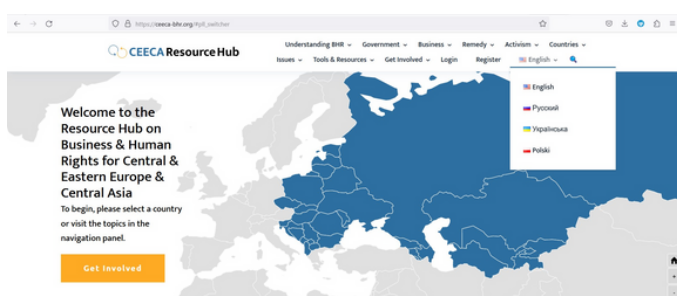 https://ceeca-bhr.org/#pll_switcher
CEECA Resource Hub
Understanding BHR Government Business Remedy Activism Countries
Issues Tools & Resources Get Involved Login Register English
English
Русский
Українська
Polski
Welcome to the
Resource Hub on
Business & Human
Rights for Central &
Eastern Europe &
Central Asia
To begin, please select a country
or visit the topics in the
navigation panel.
Get Involved